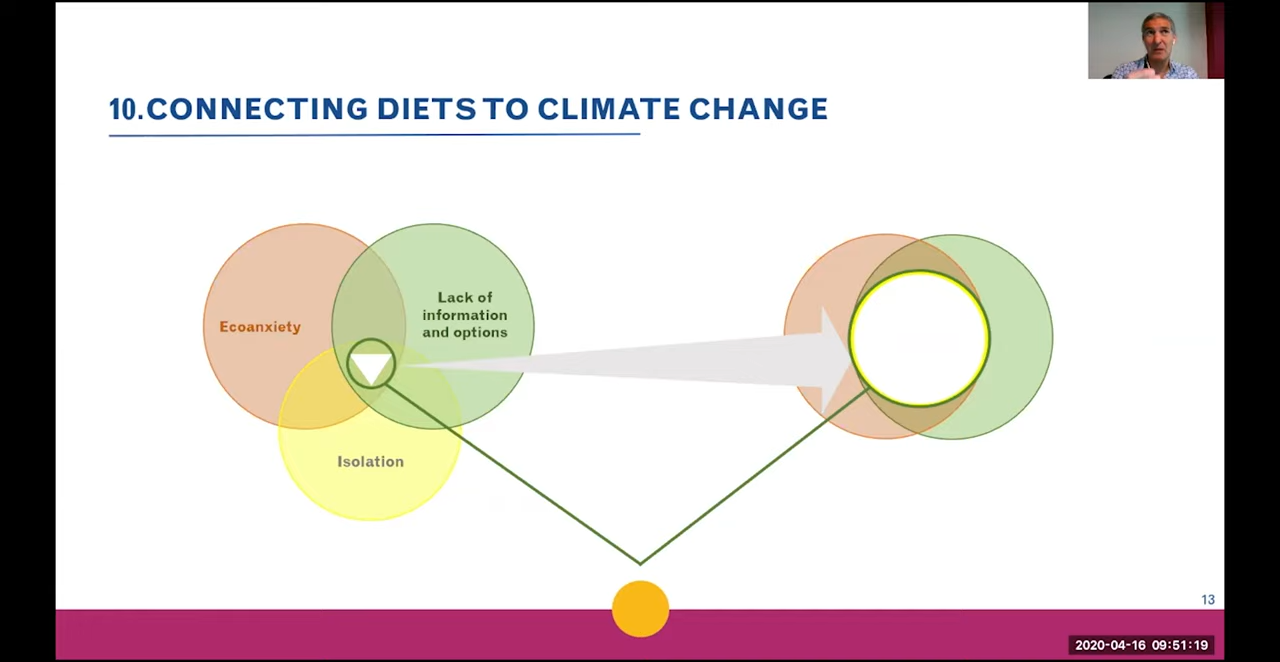 10.CONNECTING DIETS TO CLIMATE CHANGE
Ecoanxiety
Lack of
information
and options
Isolation
13
2020-04-16 09:51:19